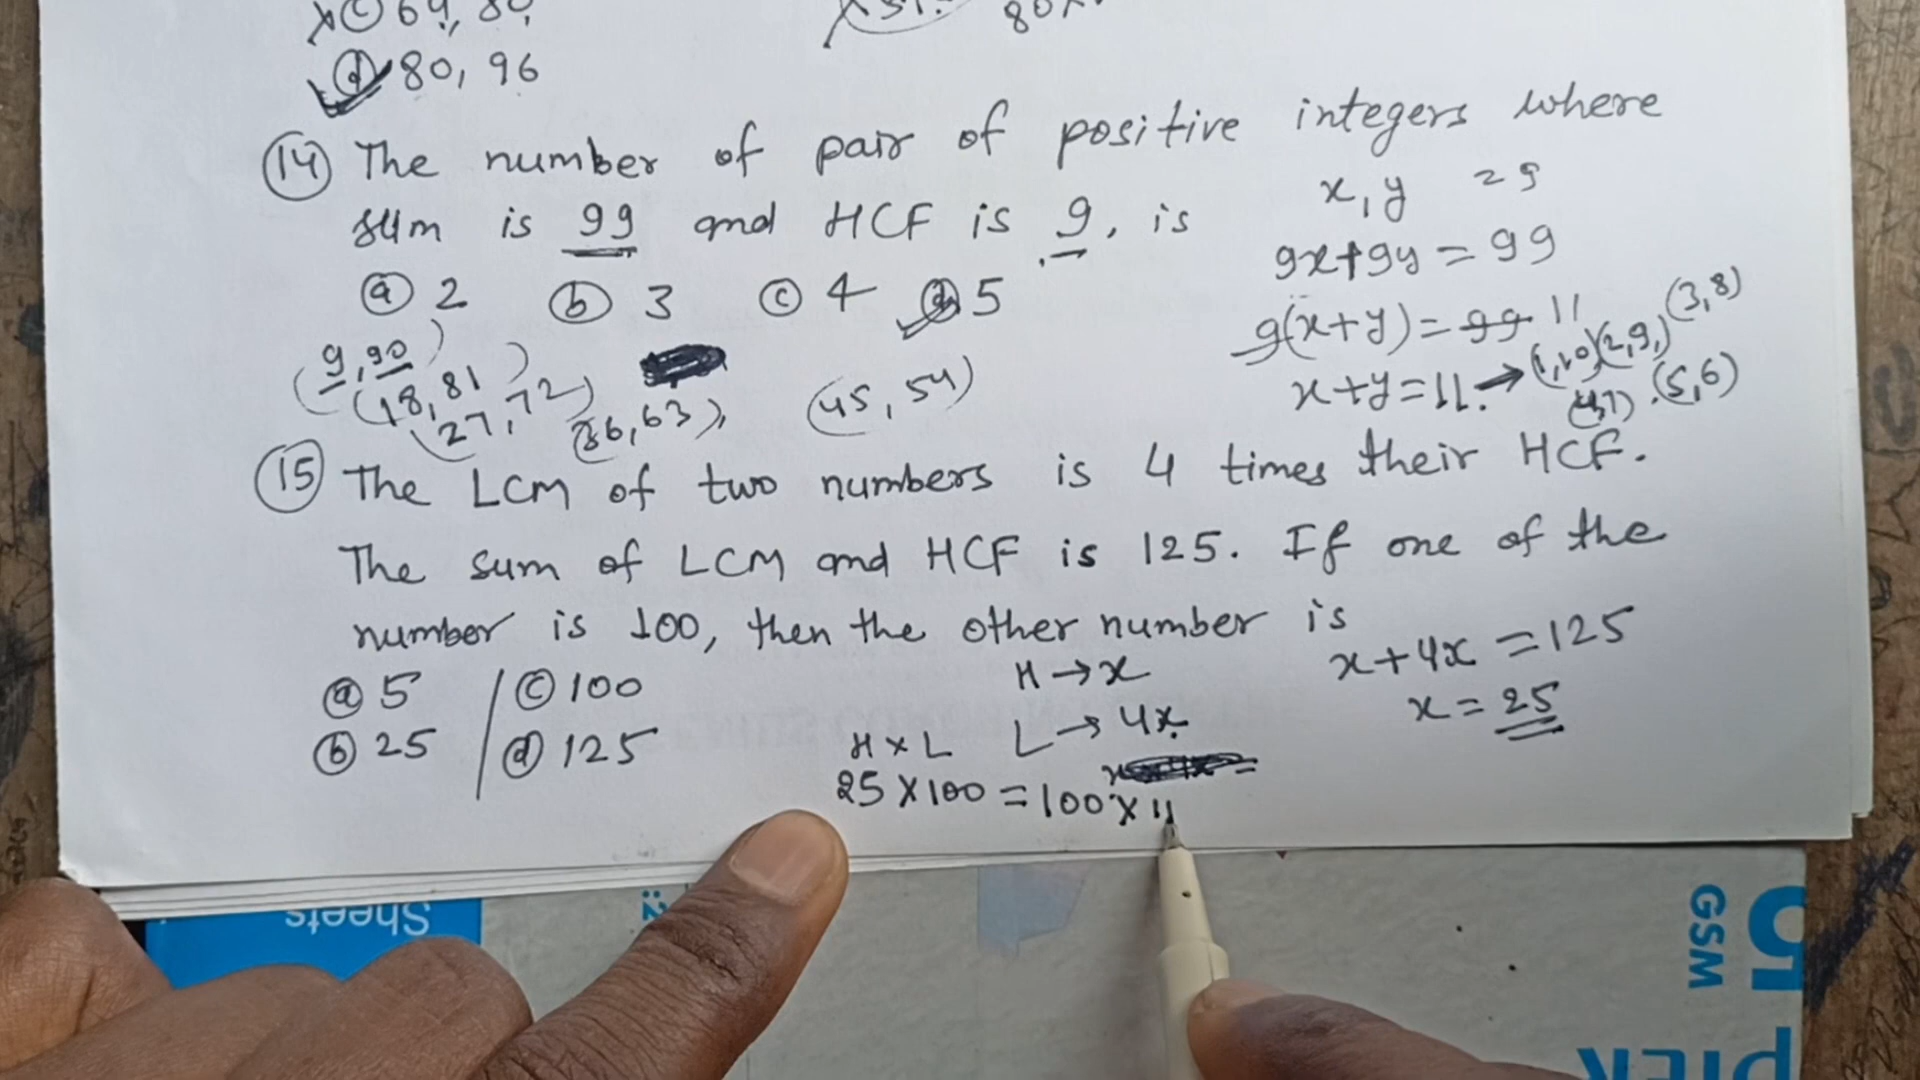 x ⓒ 64, 80,
ⓓ 80, 96
⑭ The number of pair of positive integers where
sum is 99 and HCF is 9, is
x, y
9x+9y = 99
ⓐ 2 ⓑ 3 ⓒ 4 ⓓ 5
9(x+y) = 99 11
x+y = 11. → (1,10) (2,9,) (3,8)
(4,7) . (5,6)
(9,90)
(18,81)
(27,72)
(36,63),
(45,54)
⑮ The LCM of two numbers is 4 times their HCF.
The sum of LCM and HCF is 125. If one of the
number is 100, then the other number is
ⓐ 5 ⓒ 100
ⓑ 25 ⓓ 125
H → x
L → 4x
x+4x = 125
x = 25
H x L
25 x 100 = 100 x
Sheets
GSM